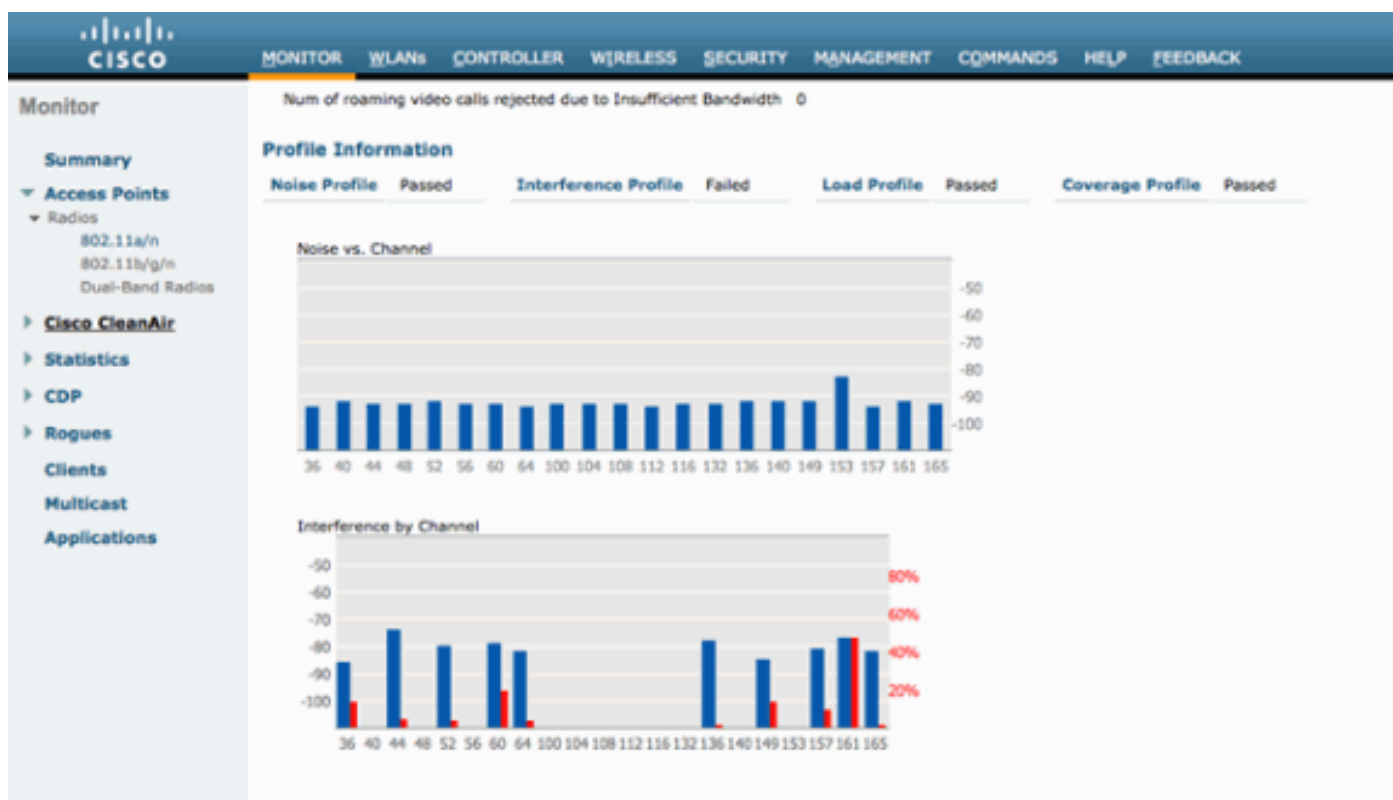 CISCO
MONITOR WLANs CONTROLLER WIRELESS SECURITY MANAGEMENT COMMANDS HELP FEEDBACK
Monitor
Summary
Access Points
Radios
802.11a/n
802.11b/g/n
Dual-Band Radios
Cisco CleanAir
Statistics
CDP
Rogues
Clients
Multicast
Applications
Num of roaming video calls rejected due to Insufficient Bandwidth 0
Profile Information
Noise Profile Passed Interference Profile Failed Load Profile Passed Coverage Profile Passed
Noise vs. Channel
-50
-60
-70
-80
-90
-100
36 40 44 48 52 56 60 64 100 104 108 112 116 132 136 140 149 153 157 161 165
Interference by Channel
-50
-60
-70
-80
-90
-100
80%
60%
40%
20%
36 40 44 48 52 56 60 64 100 104 108 112 116 132 136 140 149 153 157 161 165